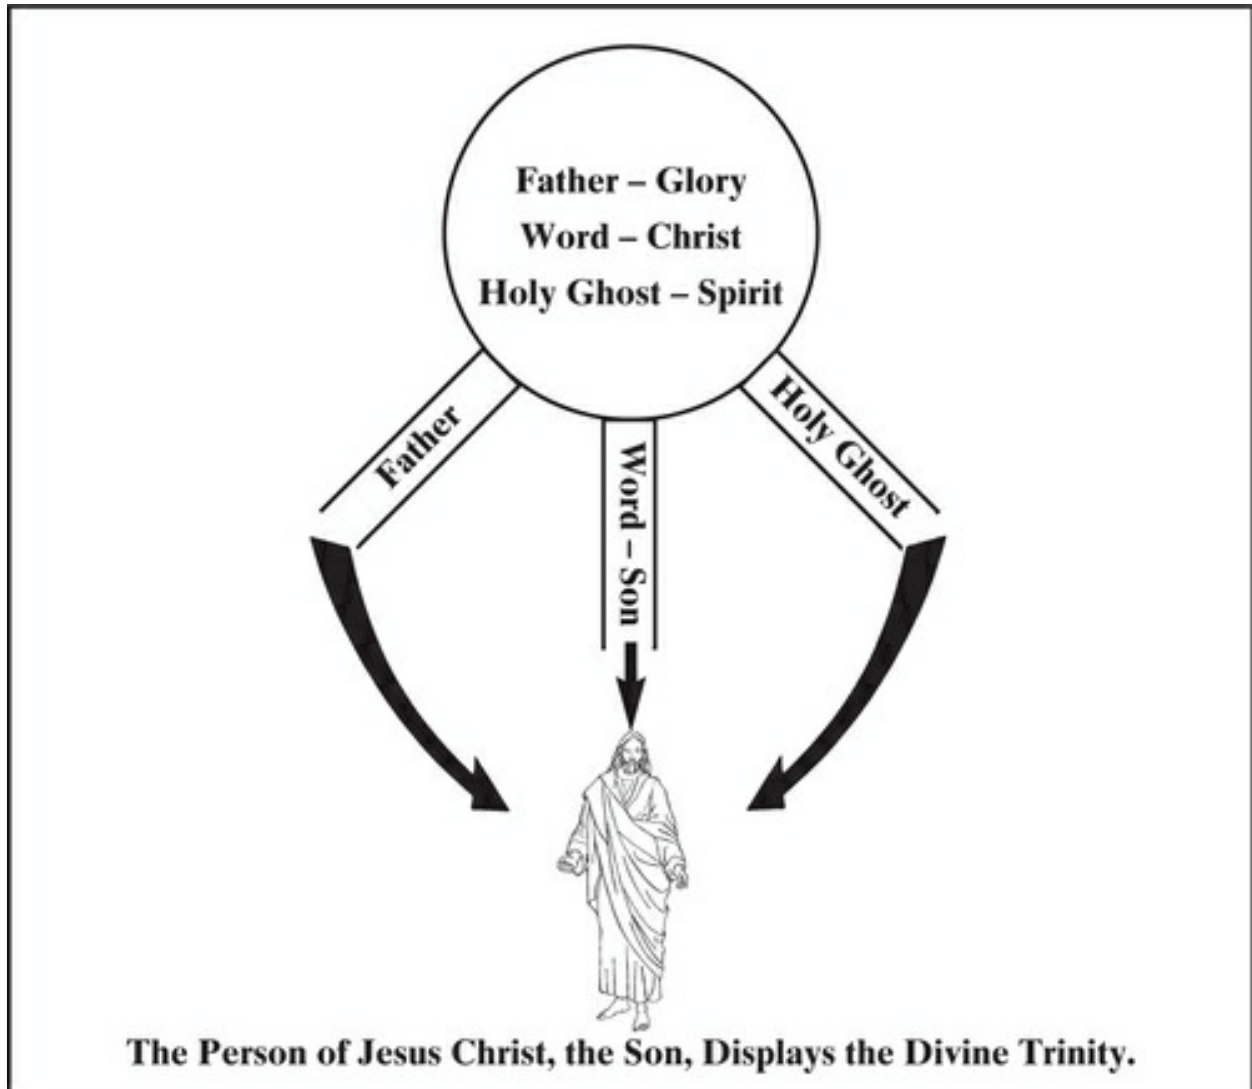 Father – Glory
Word – Christ
Holy Ghost – Spirit
Father
Word – Son
Holy Ghost
The Person of Jesus Christ, the Son, Displays the Divine Trinity.